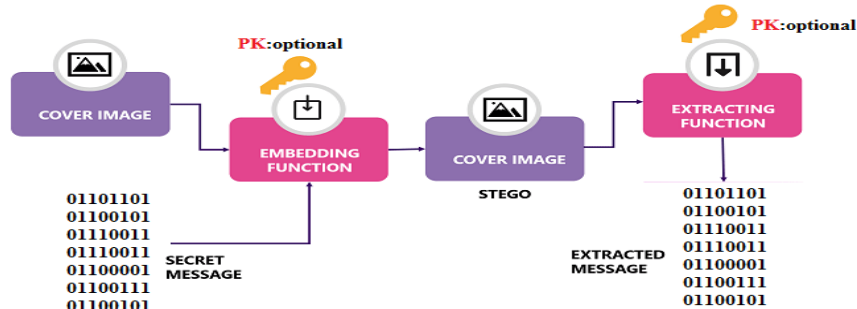 PK:optional
COVER IMAGE
EMBEDDING
FUNCTION
01101101
01100101
01110011
01110011
01100001
01100111
01100101
SECRET
MESSAGE
COVER IMAGE
STEGO
PK:optional
EXTRACTING
FUNCTION
EXTRACTED
MESSAGE
01101101
01100101
01110011
01110011
01100001
01100111
01100101